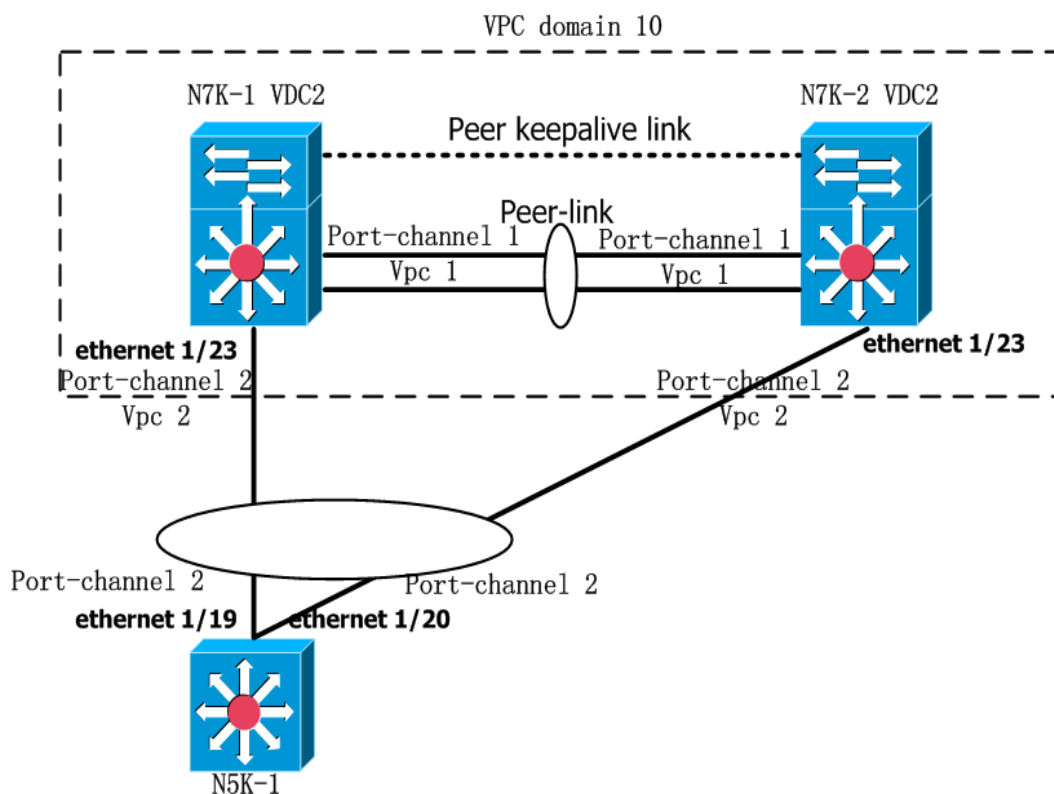 VPC domain 10
N7K-1 VDC2
N7K-2 VDC2
Peer keepalive link
Peer-link
Port-channel 1
Port-channel 1
Vpc 1
Vpc 1
ethernet 1/23
ethernet 1/23
Port-channel 2
Port-channel 2
Vpc 2
Vpc 2
Port-channel 2
Port-channel 2
ethernet 1/19
ethernet 1/20
N5K-1